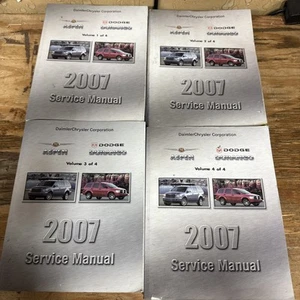 DaimlerChrysler Corporation
DODGE
Volume 1 of 4
2007
Service Manual
DaimlerChrysler Corporation
DODGE
Volume 2 of 4
2007
Service Manual
DaimlerChrysler Corporation
DODGE
Volume 3 of 4
2007
Service Manual
DaimlerChrysler Corporation
DODGE
Volume 4 of 4
2007
Service Manual